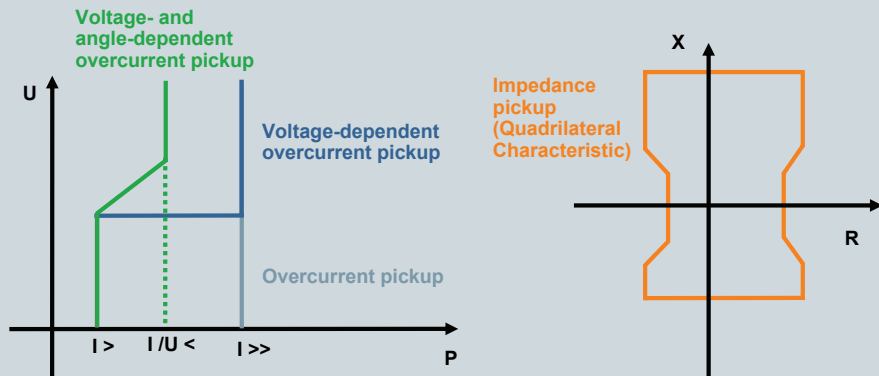 Voltage- and
angle-dependent
overcurrent pickup
U
Voltage-dependent
overcurrent pickup
Overcurrent pickup
I >
I /U <
I >>
P
X
Impedance
pickup
(Quadrilateral
Characteristic)
R